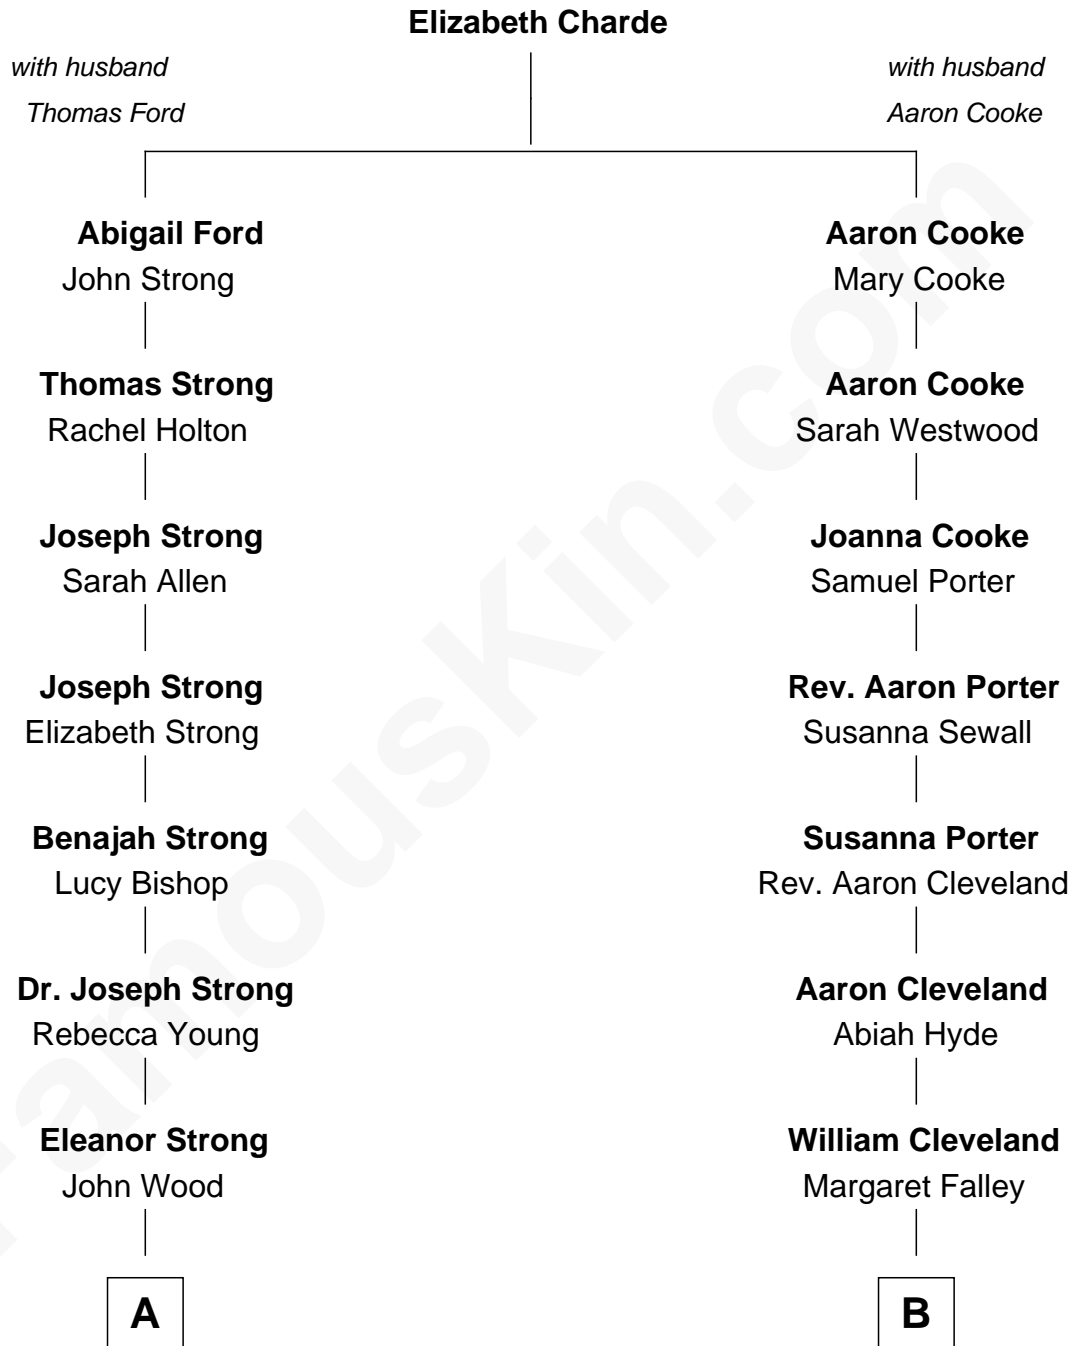 Elizabeth Charde
with husband
Thomas Ford
with husband
Aaron Cooke
Abigail Ford
John Strong
Aaron Cooke
Mary Cooke
Thomas Strong
Rachel Holton
Aaron Cooke
Sarah Westwood
Joseph Strong
Sarah Allen
Joanna Cooke
Samuel Porter
Joseph Strong
Elizabeth Strong
Rev. Aaron Porter
Susanna Sewall
Benajah Strong
Lucy Bishop
Susanna Porter
Rev. Aaron Cleveland
Dr. Joseph Strong
Rebecca Young
Aaron Cleveland
Abiah Hyde
Eleanor Strong
John Wood
William Cleveland
Margaret Falley
A
B
FamousKin.com